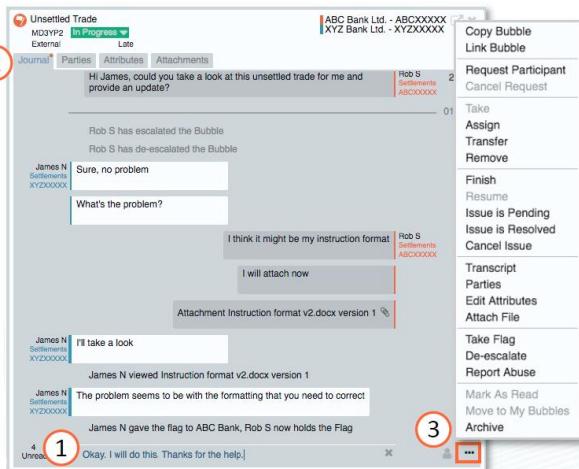 Unsettled Trade
ABC Bank Ltd. - ABCXXXXX
XYZ Bank Ltd. - XYZXXXXX
MD3YP2 In Progress
External Late
Journal Parties Attributes Attachments
Hi James, could you take a look at this unsettled trade for me and
provide an update?
Rob S
Settlements
ABCXXXXX
2
01
Rob S has escalated the Bubble
Rob S has de-escalated the Bubble
James N
Settlements
XYZXXXXX
Sure, no problem
What's the problem?
I think it might be my instruction format
Rob S
Settlements
ABCXXXXX
I will attach now
Attachment Instruction format v2.docx version 1
James N
Settlements
XYZXXXXX
I'll take a look
James N viewed Instruction format v2.docx version 1
James N
Settlements
XYZXXXXX
The problem seems to be with the formatting that you need to correct
James N gave the flag to ABC Bank, Rob S now holds the Flag
4
1
Okay. I will do this. Thanks for the help.
3
Copy Bubble
Link Bubble
Request Participant
Cancel Request
Take
Assign
Transfer
Remove
Finish
Resume
Issue is Pending
Issue is Resolved
Cancel Issue
Transcript
Parties
Edit Attributes
Attach File
Take Flag
De-escalate
Report Abuse
Mark As Read
Move to My Bubbles
Archive